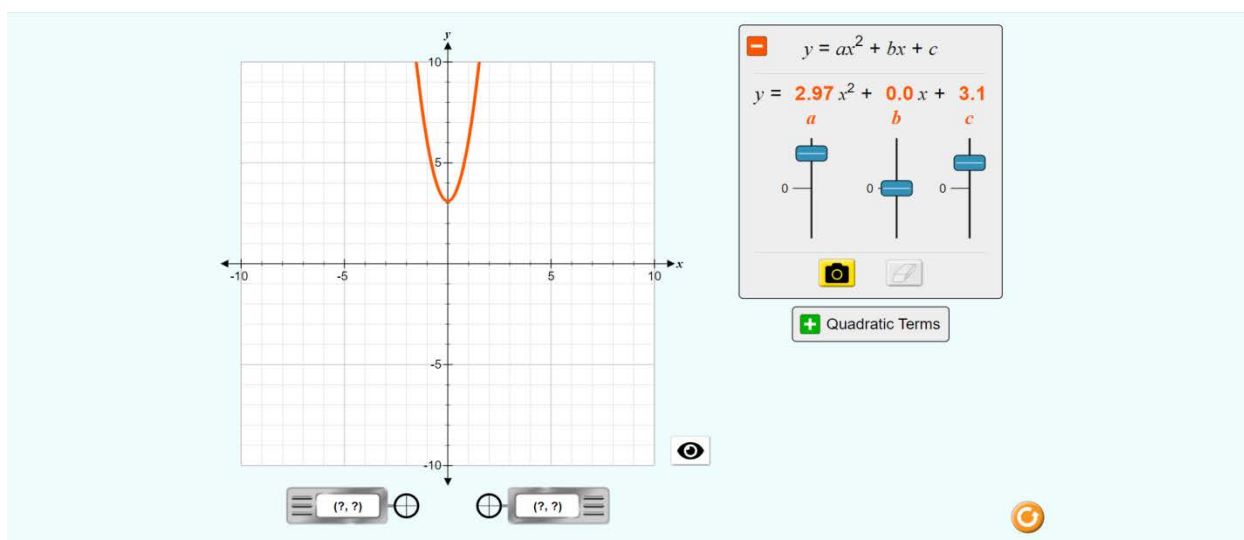 y
10
5
-10
-5
5
10
x
-5
-10
(?, ?)
(?, ?)
y = ax² + bx + c
y = 2.97 x² + 0.0 x + 3.1
a b c
0 0 0
Quadratic Terms